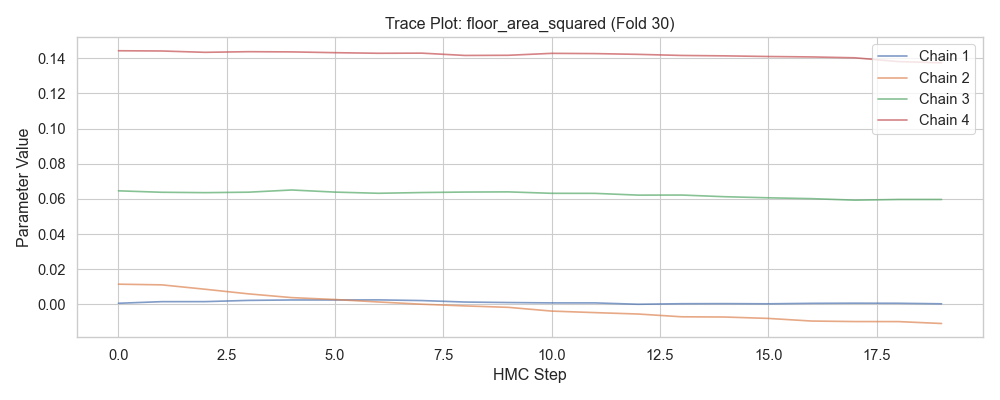 Trace Plot: floor_area_squared (Fold 30)
Parameter Value
0.14
0.12
0.10
0.08
0.06
0.04
0.02
0.00
Chain 1
Chain 2
Chain 3
Chain 4
0.0 2.5 5.0 7.5 10.0 12.5 15.0 17.5
HMC Step